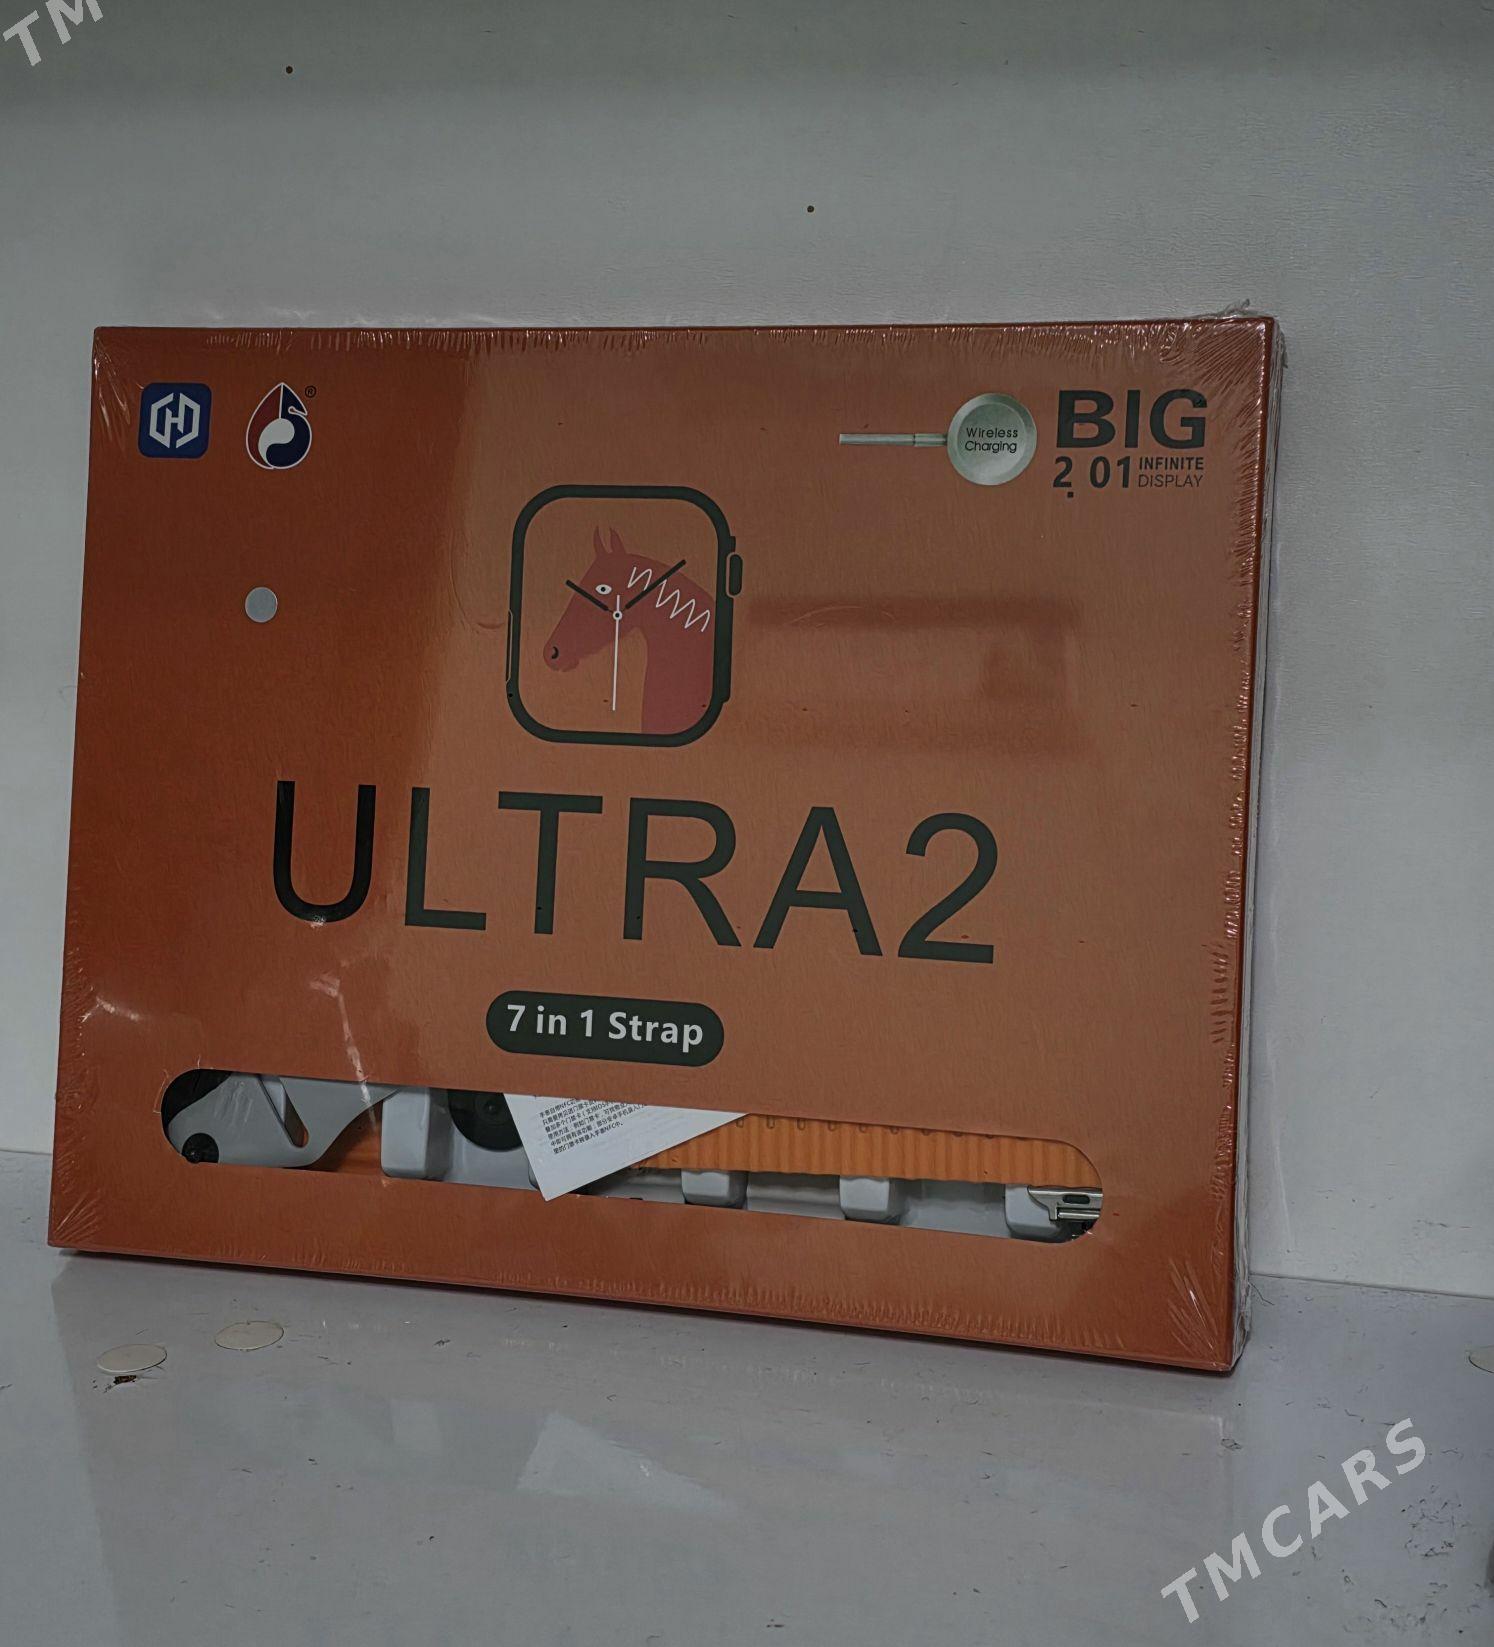 TM
®
Wireless
Charging
BIG
2.01 INFINITE
DISPLAY
ULTRA2
7 in 1 Strap
TMCARS